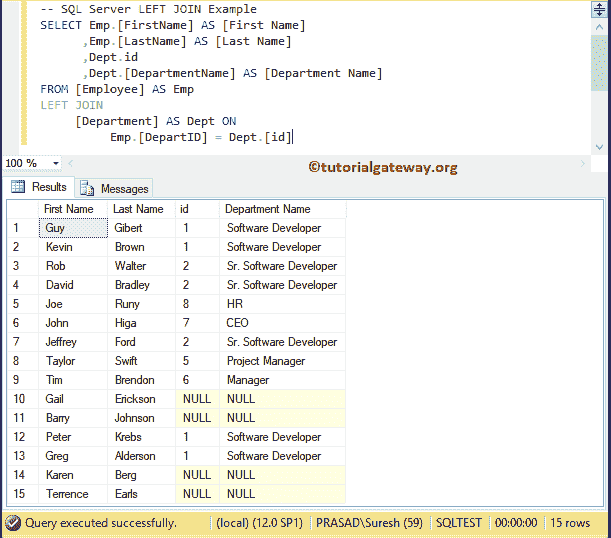 -- SQL Server LEFT JOIN Example
SELECT Emp.[FirstName] AS [First Name]
,Emp.[LastName] AS [Last Name]
,Dept.id
,Dept.[DepartmentName] AS [Department Name]
FROM [Employee] AS Emp
LEFT JOIN
[Department] AS Dept ON
Emp.[DepartID] = Dept.[id]
100 %
©tutorialgateway.org
Results Messages
First Name Last Name id Department Name
1 Guy Gibert 1 Software Developer
2 Kevin Brown 1 Software Developer
3 Rob Walter 2 Sr. Software Developer
4 David Bradley 2 Sr. Software Developer
5 Joe Runy 8 HR
6 John Higa 7 CEO
7 Jeffrey Ford 2 Sr. Software Developer
8 Taylor Swift 5 Project Manager
9 Tim Brendon 6 Manager
10 Gail Erickson NULL NULL
11 Barry Johnson NULL NULL
12 Peter Krebs 1 Software Developer
13 Greg Alderson 1 Software Developer
14 Karen Berg NULL NULL
15 Terrence Earls NULL NULL
Query executed successfully. (local) (12.0 SP1) PRASAD\Suresh (59) SQLTEST 00:00:00 15 rows